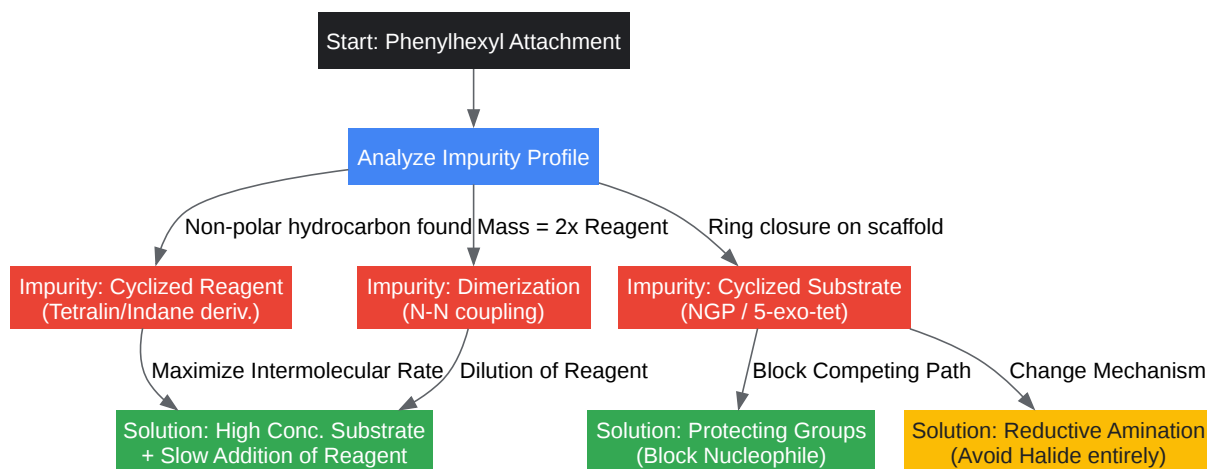 Start: Phenylhexyl Attachment
Analyze Impurity Profile
Non-polar hydrocarbon found
Mass = 2x Reagent
Ring closure on scaffold
Impurity: Cyclized Reagent
(Tetralin/Indane deriv.)
Impurity: Dimerization
(N-N coupling)
Impurity: Cyclized Substrate
(NGP / 5-exo-tet)
Maximize Intermolecular Rate
Dilution of Reagent
Block Competing Path
Change Mechanism
Solution: High Conc. Substrate
+ Slow Addition of Reagent
Solution: Protecting Groups
(Block Nucleophile)
Solution: Reductive Amination
(Avoid Halide entirely)